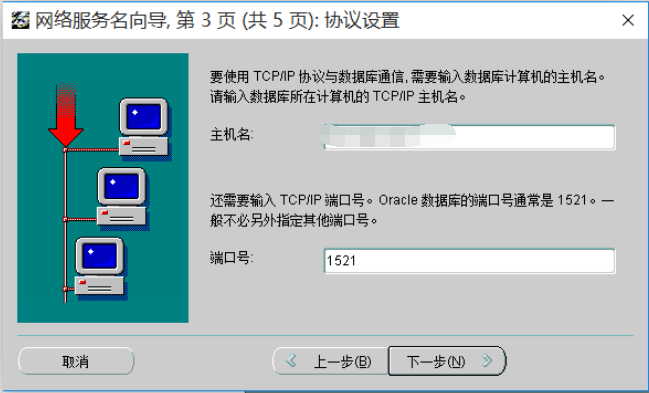 网络服务名向导, 第 3 页 (共 5 页): 协议设置
要使用 TCP/IP 协议与数据库通信, 需要输入数据库计算机的主机名。
请输入数据库所在计算机的 TCP/IP 主机名。
主机名:
还需要输入 TCP/IP 端口号。Oracle 数据库的端口号通常是 1521。一
般不必另外指定其他端口号。
端口号:
1521
取消
上一步(B)
下一步(N)